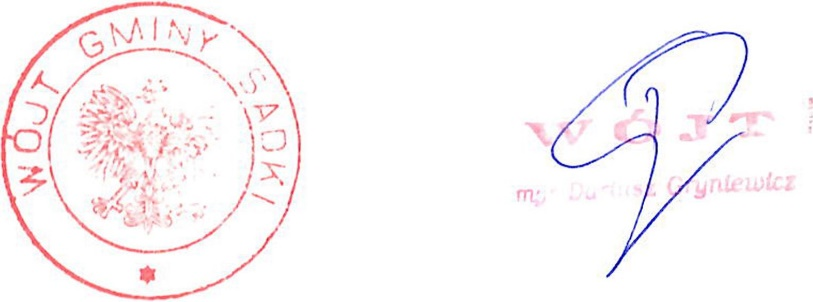 WÓJT GMINY SADKI
WÓJT
mgr Dariusz Gryniewicz